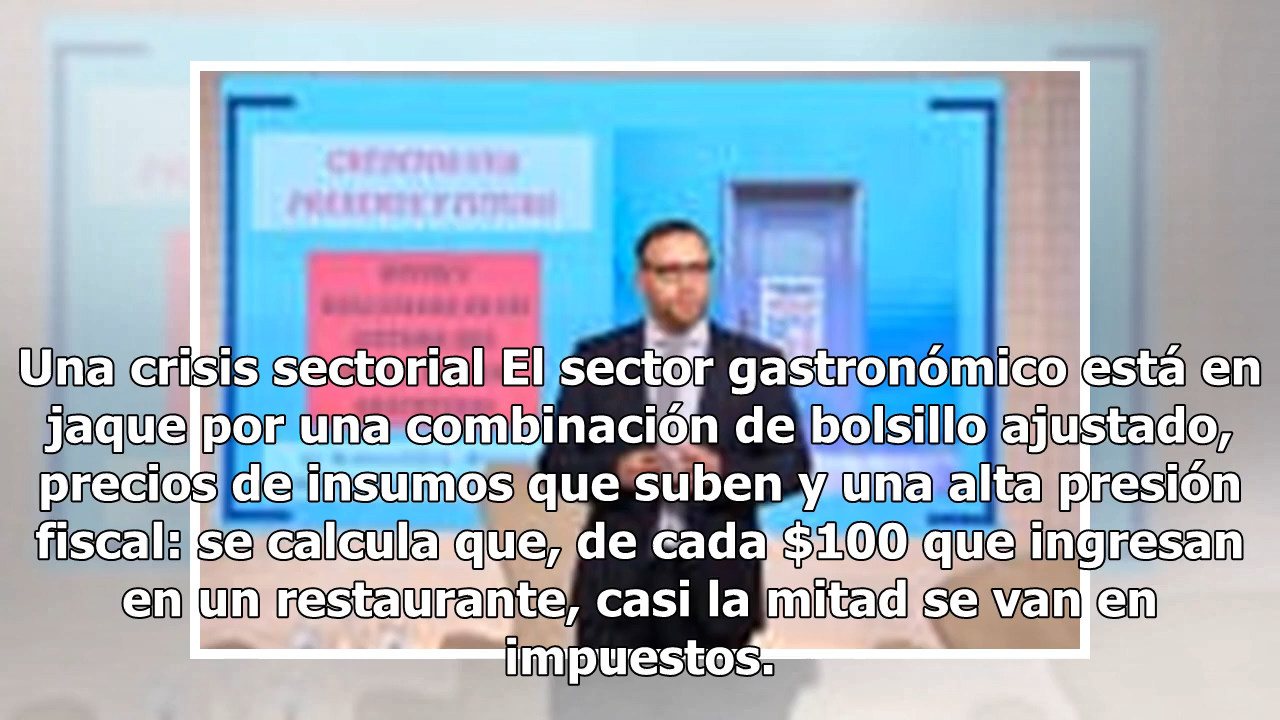 Una crisis sectorial El sector gastronómico está en
jaque por una combinación de bolsillo ajustado,
precios de insumos que suben y una alta presión
fiscal: se calcula que, de cada $100 que ingresan
en un restaurante, casi la mitad se van en
impuestos.